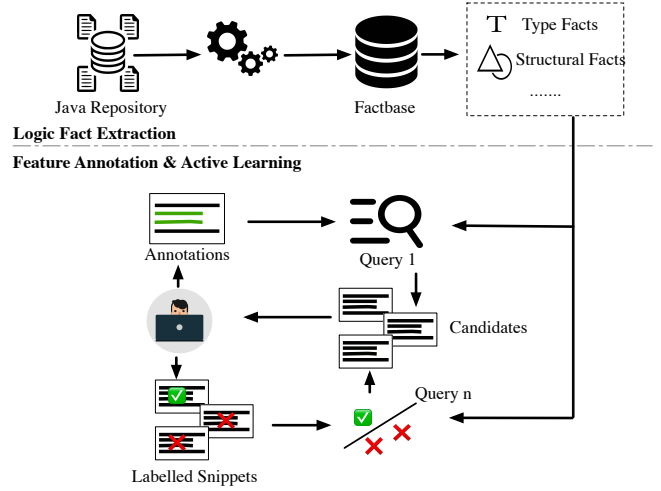 T Type Facts
Structural Facts
.......
Java Repository
Factbase
Logic Fact Extraction
Feature Annotation & Active Learning
Annotations
Query 1
Candidates
Query n
Labelled Snippets